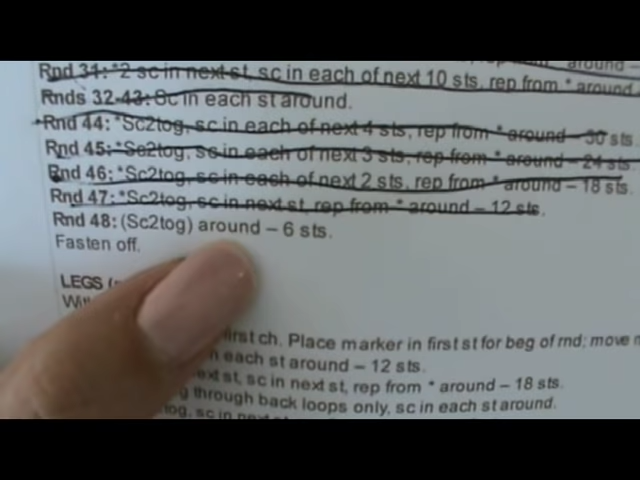 rep from * around –
Rnd 31: *2 sc in next st, sc in each of next 10 sts, rep from * around
Rnds 32-43: Sc in each st around.
Rnd 44: *Sc2tog, sc in each of next 4 sts, rep from * around – 30 sts.
Rnd 45: *Sc2tog, sc in each of next 3 sts, rep from * around – 24 sts.
Rnd 46: *Sc2tog, sc in each of next 2 sts, rep from * around – 18 sts.
Rnd 47: *Sc2tog, sc in next st, rep from * around – 12 sts.
Rnd 48: (Sc2tog) around – 6 sts.
Fasten off.
LEGS
first ch. Place marker in first st for beg of rnd; move
each st around – 12 sts.
st, sc in next st, rep from * around – 18 sts.
through back loops only, sc in each st around.
sc in next